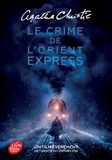 Agatha Christie
LE CRIME
DE
L'ORIENT
EXPRESS
UN FILM ÉVÉNEMENT